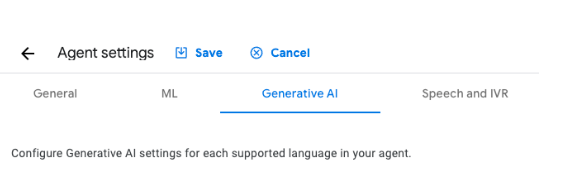 Agent settings Save Cancel
General ML Generative AI Speech and IVR
Configure Generative AI settings for each supported language in your agent.